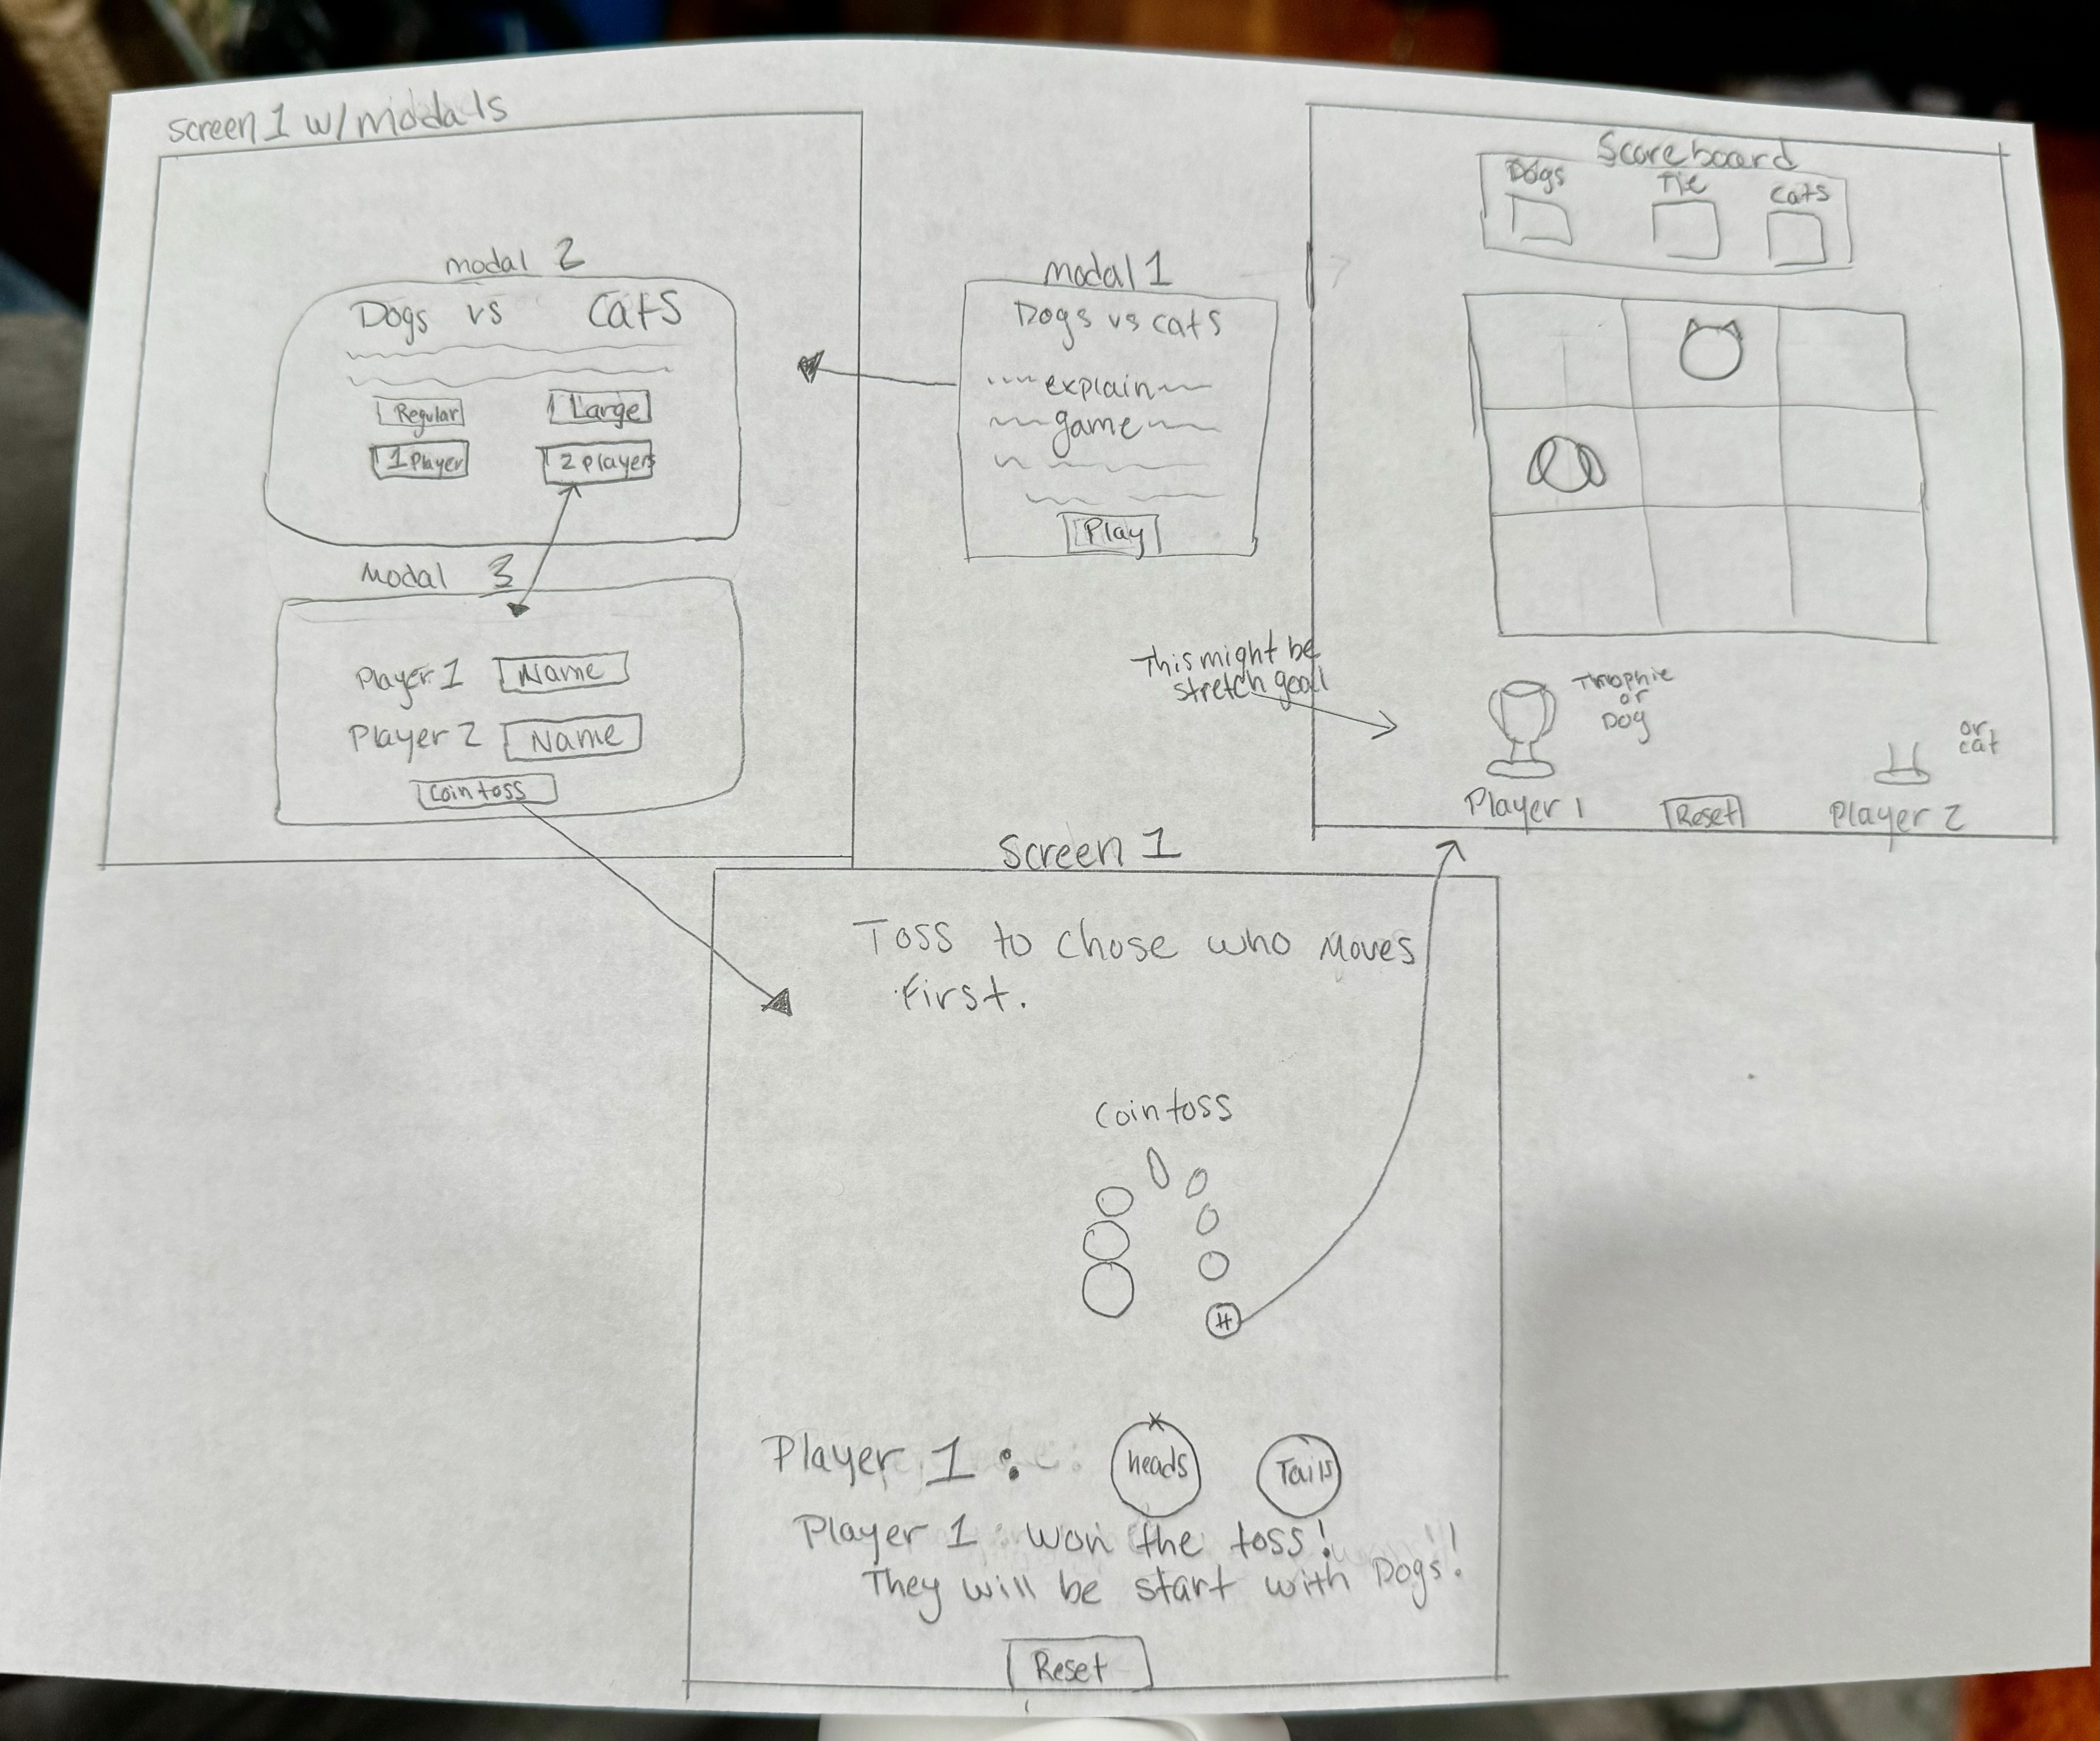 Screen 1 w/ modals
modal 2
Dogs vs Cats
Regular
Large
1 Player
2 players
Modal 3
Player 1 Name
Player 2 Name
Coin toss
modal 1
Dogs vs cats
explain
game
Play
Scoreboard
Dogs
Tie
Cats
This might be
stretch goal
Throphie
or
Dog
or
cat
Player 1
Reset
Player 2
Screen 1
Toss to chose who moves
first.
Coin toss
H
Player 1 : heads Tails
Player 1 : won the toss!
They will be start with Dogs!
Reset